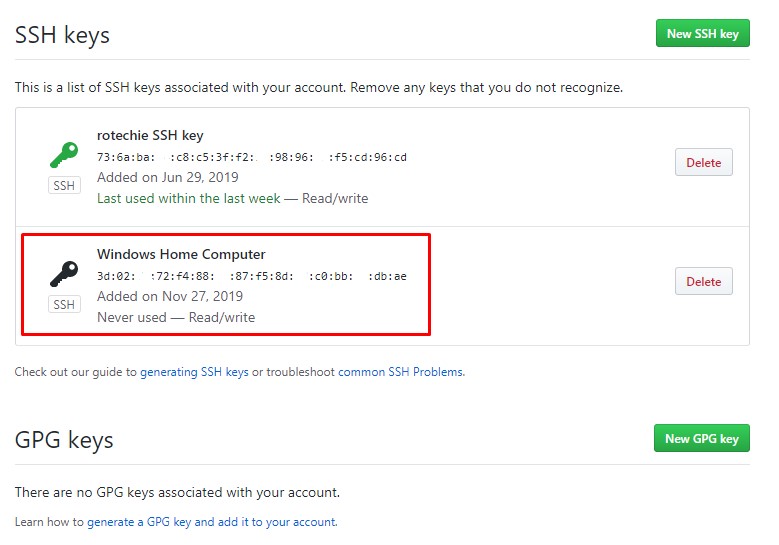 SSH keys
New SSH key
This is a list of SSH keys associated with your account. Remove any keys that you do not recognize.
rotechie SSH key
73:6a:ba: :c8:c5:3f:f2: :98:96: :f5:cd:96:cd
SSH
Added on Jun 29, 2019
Last used within the last week — Read/write
Delete
Windows Home Computer
3d:02: :72:f4:88: :87:f5:8d: :c0:bb: :db:ae
SSH
Added on Nov 27, 2019
Never used — Read/write
Delete
Check out our guide to generating SSH keys or troubleshoot common SSH Problems.
GPG keys
New GPG key
There are no GPG keys associated with your account.
Learn how to generate a GPG key and add it to your account.